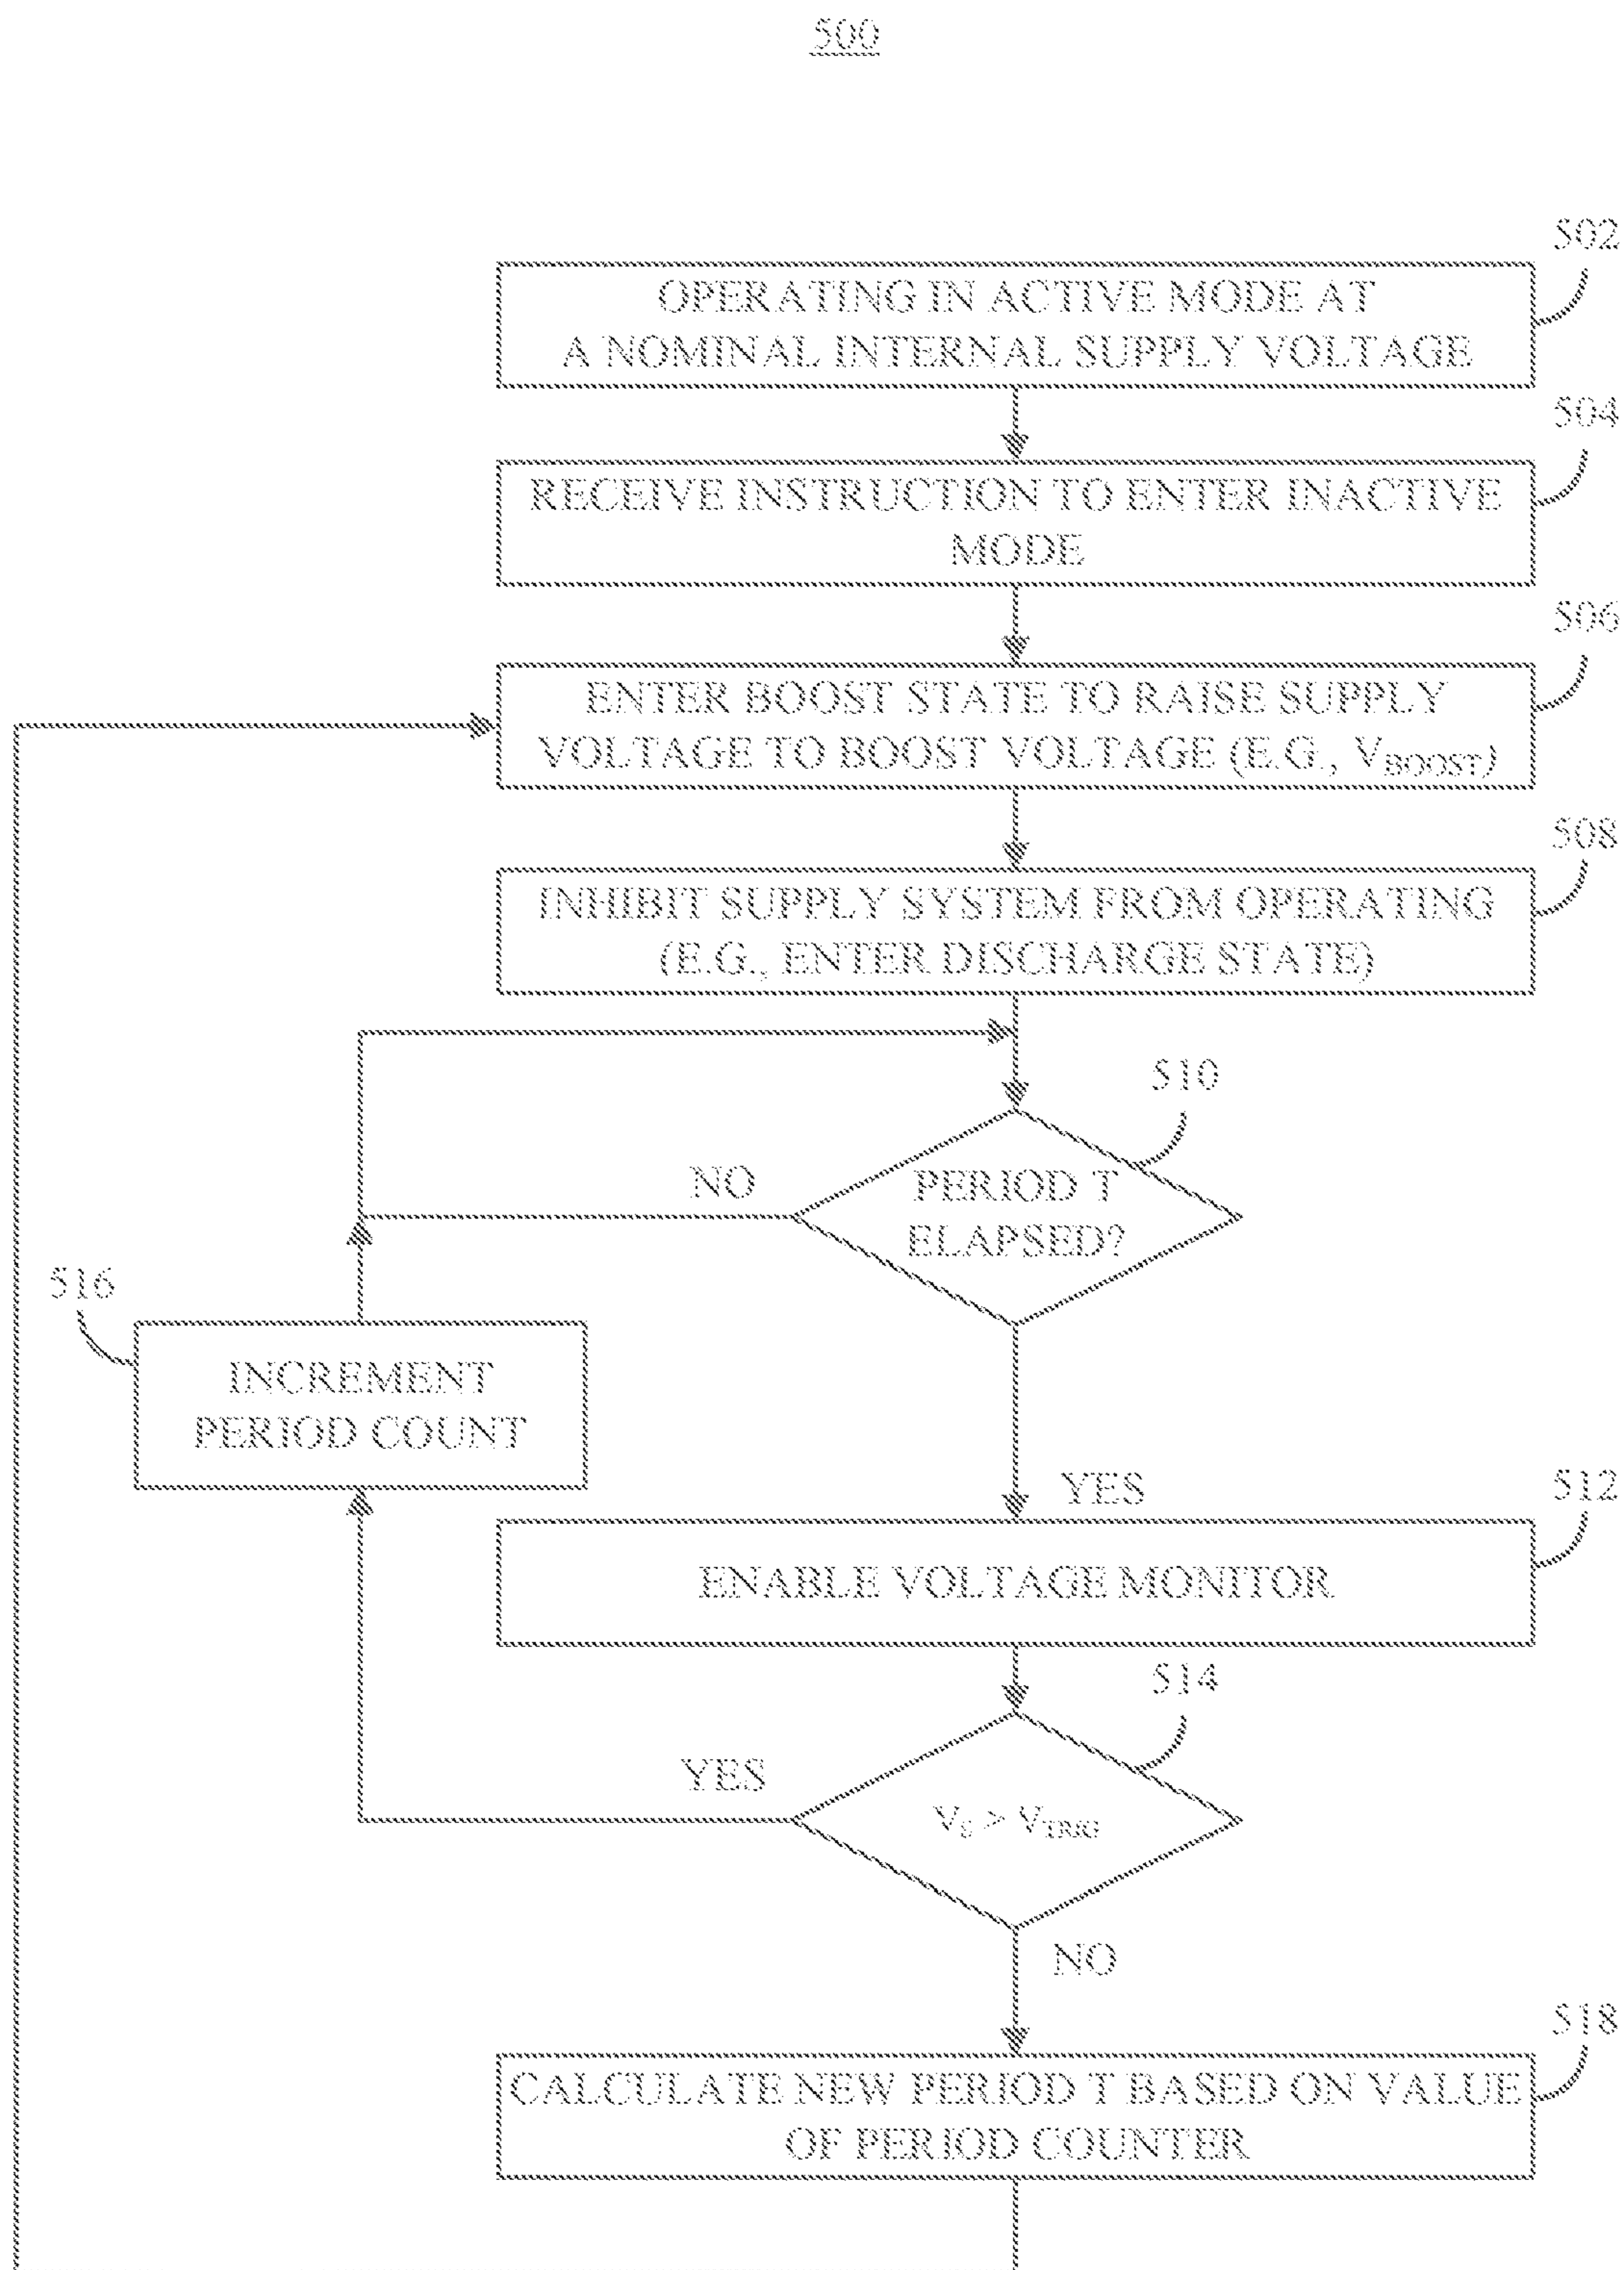 500
502
OPERATING IN ACTIVE MODE AT
A NOMINAL INTERNAL SUPPLY VOLTAGE
504
RECEIVE INSTRUCTION TO ENTER INACTIVE
MODE
506
ENTER BOOST STATE TO RAISE SUPPLY
VOLTAGE TO BOOST VOLTAGE (E.G., VBOOST)
508
INHIBIT SUPPLY SYSTEM FROM OPERATING
(E.G., ENTER DISCHARGE STATE)
510
NO
PERIOD T
ELAPSED?
516
INCREMENT
PERIOD COUNT
YES
512
ENABLE VOLTAGE MONITOR
514
YES
VS > VTRIG
NO
518
CALCULATE NEW PERIOD T BASED ON VALUE
OF PERIOD COUNTER